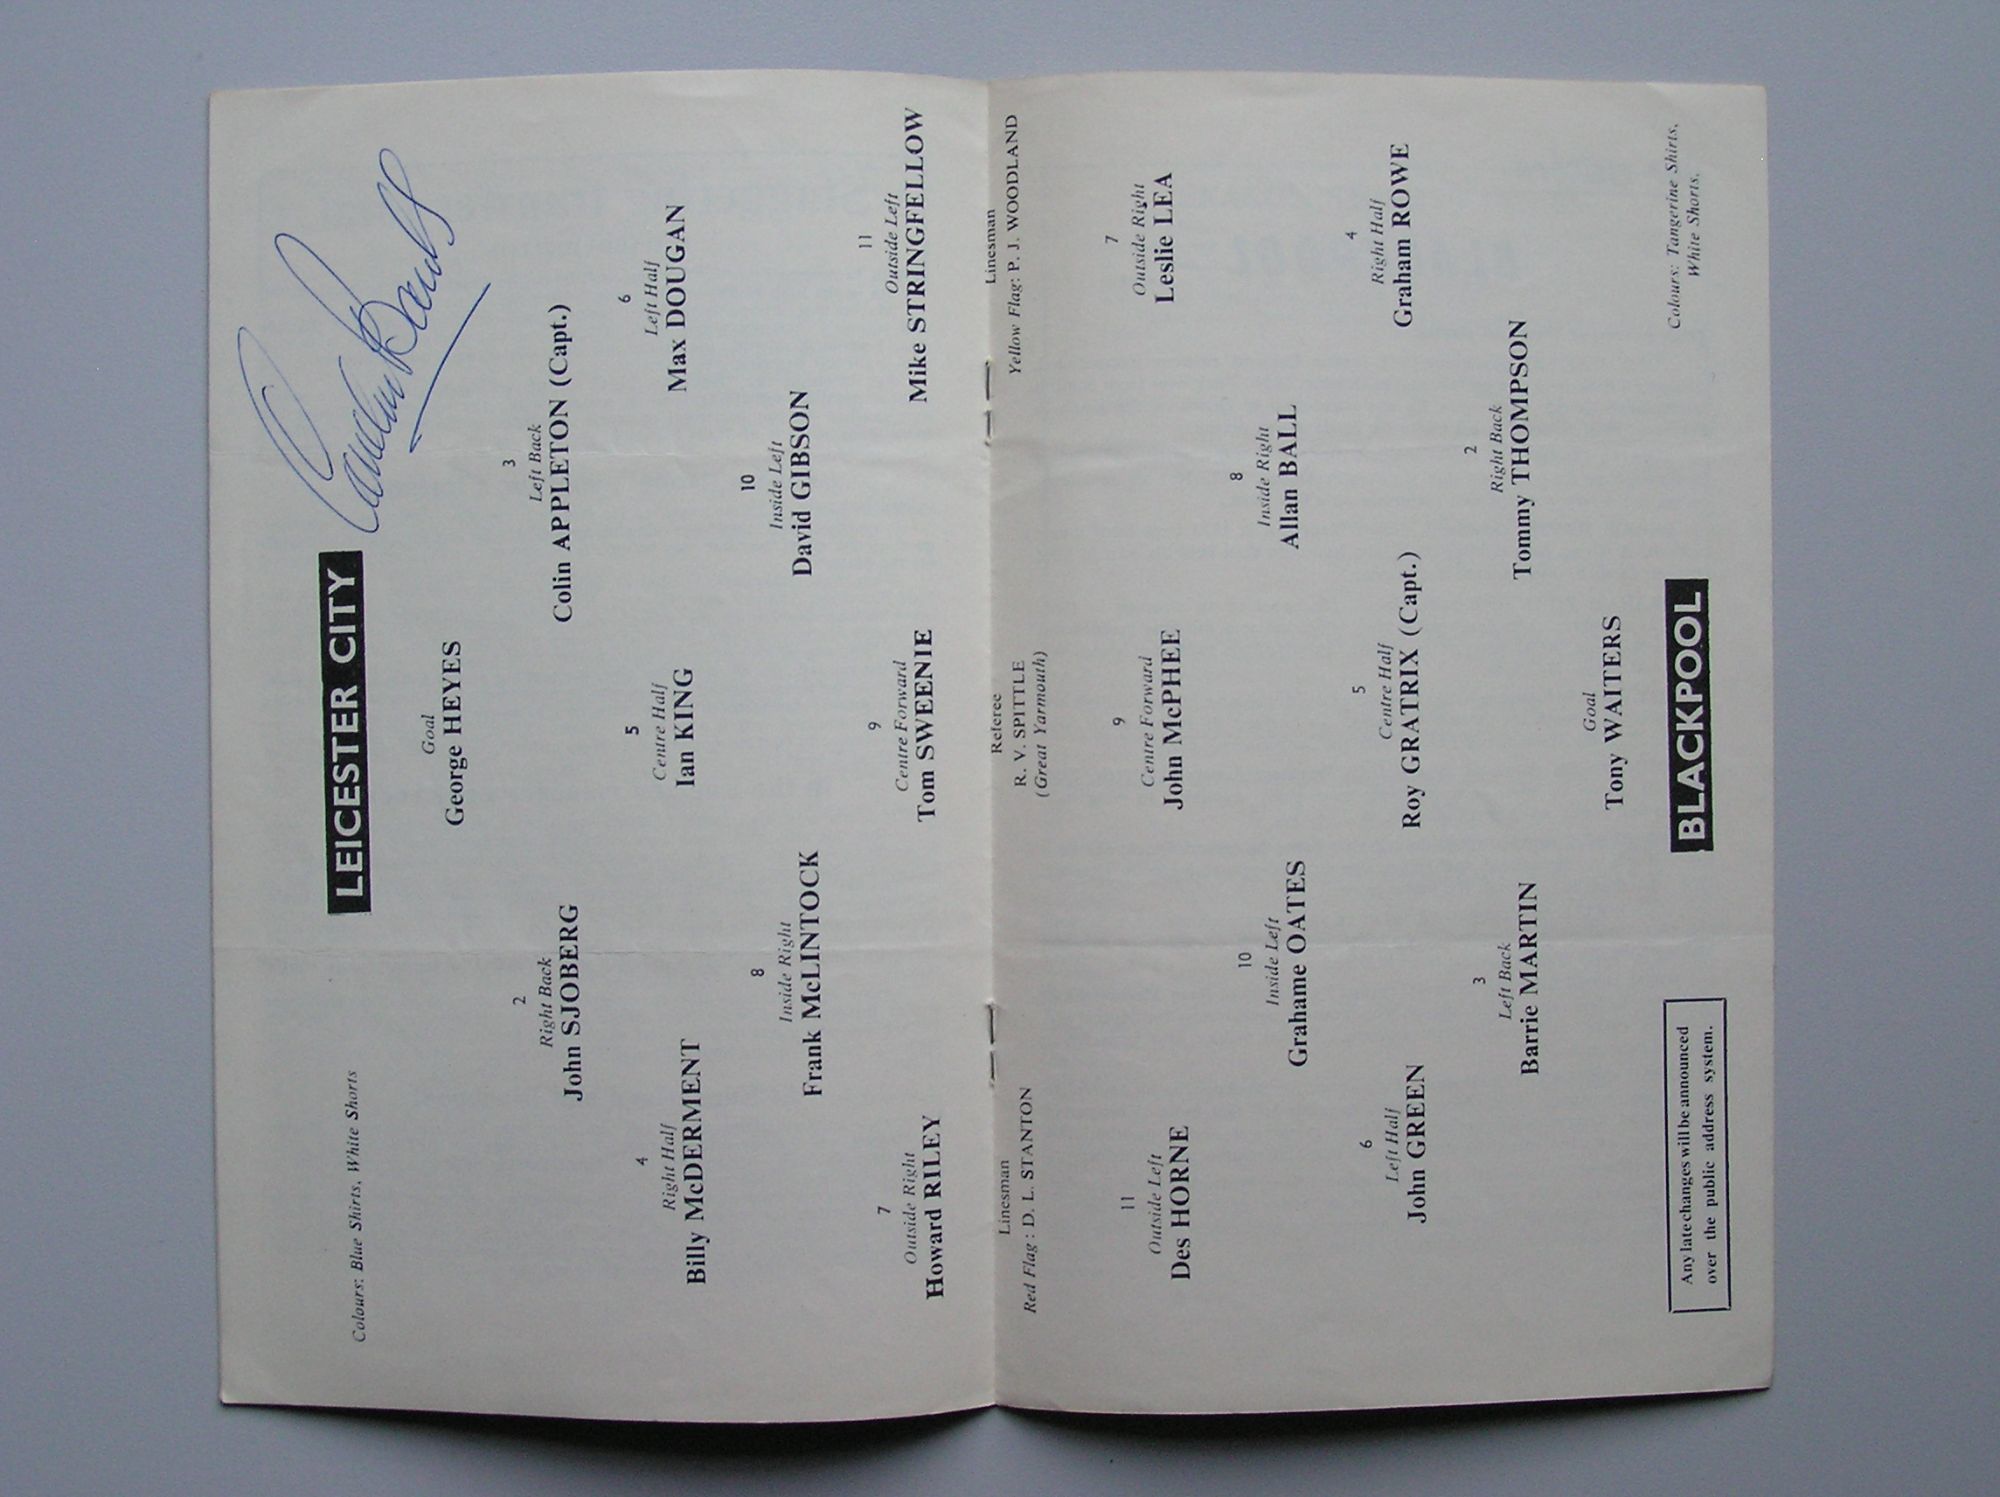 LEICESTER CITY
Colours: Blue Shirts, White Shorts
Goal
George HEYES
2
Right Back
John SJOBERG
3
Left Back
Colin APPLETON (Capt.)
4
Right Half
Billy McDERMENT
5
Centre Half
Ian KING
6
Left Half
Max DOUGAN
8
Inside Right
Frank McLINTOCK
10
Inside Left
David GIBSON
7
Outside Right
Howard RILEY
9
Centre Forward
Tom SWEENIE
11
Outside Left
Mike STRINGFELLOW
Linesman
Red Flag: D. L. STANTON
Referee
R. V. SPITTLE
(Great Yarmouth)
Linesman
Yellow Flag: P. J. WOODLAND
11
Outside Left
Des HORNE
9
Centre Forward
John McPHEE
7
Outside Right
Leslie LEA
10
Inside Left
Grahame OATES
8
Inside Right
Allan BALL
6
Left Half
John GREEN
5
Centre Half
Roy GRATRIX (Capt.)
4
Right Half
Graham ROWE
3
Left Back
Barrie MARTIN
2
Right Back
Tommy THOMPSON
Goal
Tony WAITERS
Any late changes will be announced
over the public address system.
BLACKPOOL
Colours: Tangerine Shirts,
White Shorts.